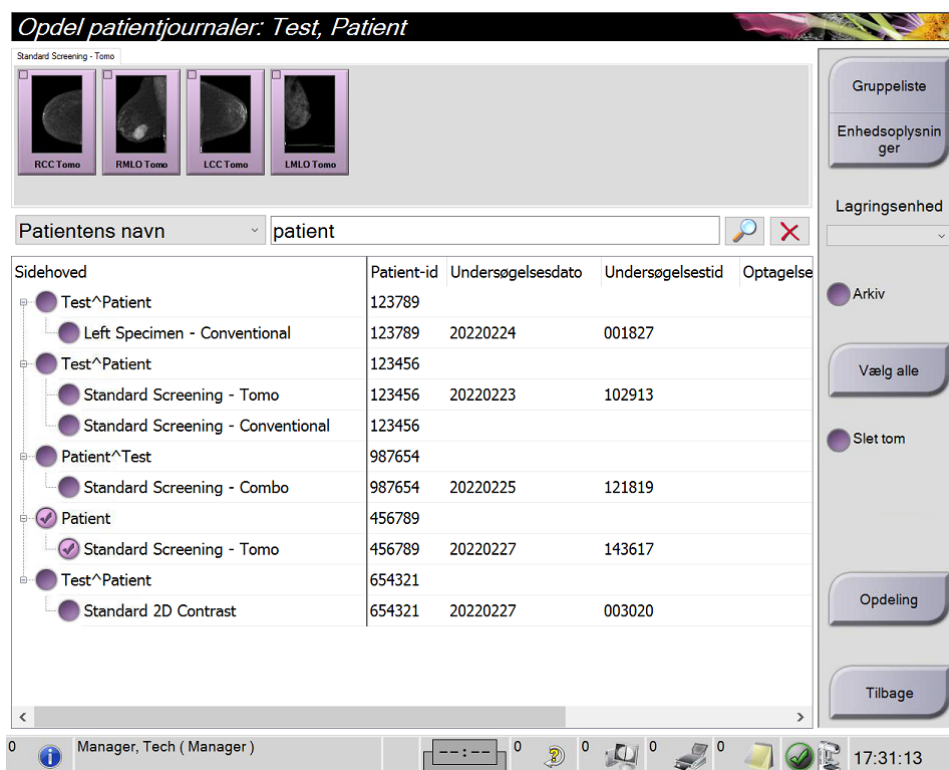 Opdel patientjournaler: Test, Patient
Standard Screening - Tomo
RCC Tomo RMLO Tomo LCC Tomo LMLO Tomo
Gruppeliste
Enhedsoplysnin
ger
Lagringsenhed
Patientens navn patient
Sidehoved Patient-id Undersøgelsesdato Undersøgelsestid Optagelse
Test^Patient 123789
Left Specimen - Conventional 123789 20220224 001827
Test^Patient 123456
Standard Screening - Tomo 123456 20220223 102913
Standard Screening - Conventional 123456
Patient^Test 987654
Standard Screening - Combo 987654 20220225 121819
Patient 456789
Standard Screening - Tomo 456789 20220227 143617
Test^Patient 654321
Standard 2D Contrast 654321 20220227 003020
Arkiv
Vælg alle
Slet tom
Opdeling
Tilbage
0 Manager, Tech ( Manager ) --:-- 0 0 0 0 17:31:13